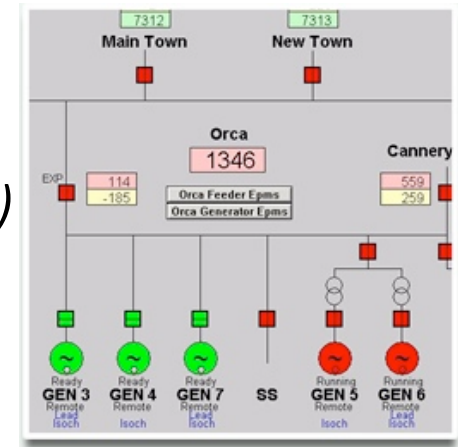 7312
7313
Main Town
New Town
Orca
1346
Cannery
EXP
114
-185
559
259
Orca Feeder Epms
Orca Generator Epms
)
Ready
Ready
Ready
Running
Running
GEN 3
GEN 4
GEN 7
SS
GEN 5
GEN 6
Remote
Remote
Remote
Remote
Remote
Lead
Lead
Lead
Isoch
Isoch
Isoch
Isoch
Isoch